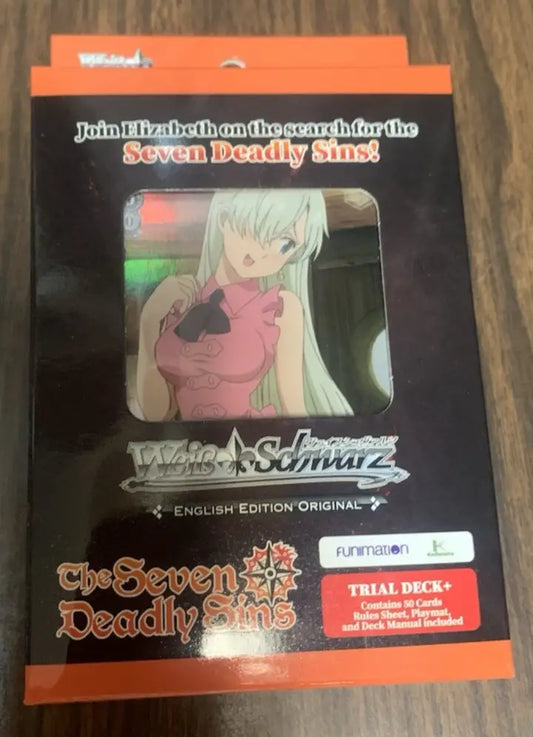 Join Elizabeth on the search for the
Seven Deadly Sins!
Weiß Schwarz
ENGLISH EDITION ORIGINAL
FUNIMATION
Kodansha
The Seven
Deadly Sins
TRIAL DECK+
Contains 50 Cards
Rules Sheet, Playmat,
and Deck Manual included